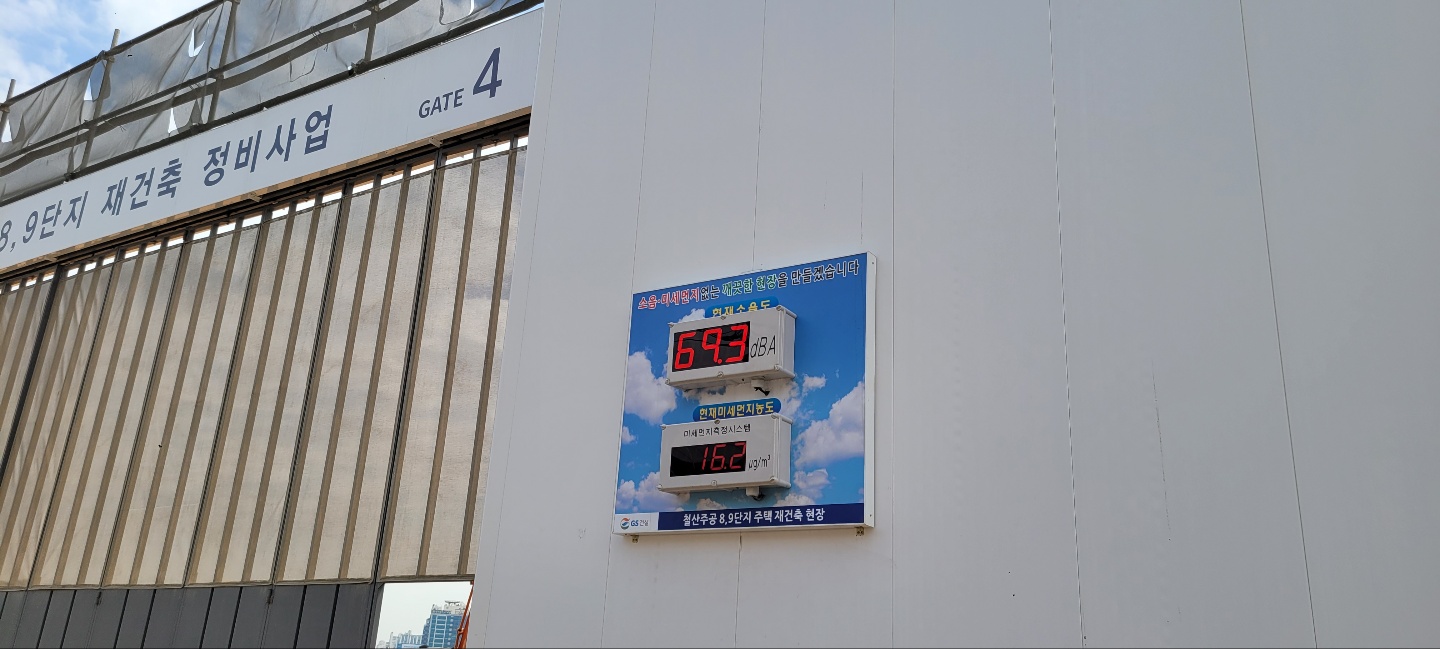 GATE 4
8,9단지 재건축 정비사업
소음·미세먼지없는 깨끗한 현장을 만들겠습니다
현재소음도
69.3 dBA
현재미세먼지농도
미세먼지측정시스템
16.2 ug/m³
GS건설
철산주공 8,9단지 주택 재건축 현장